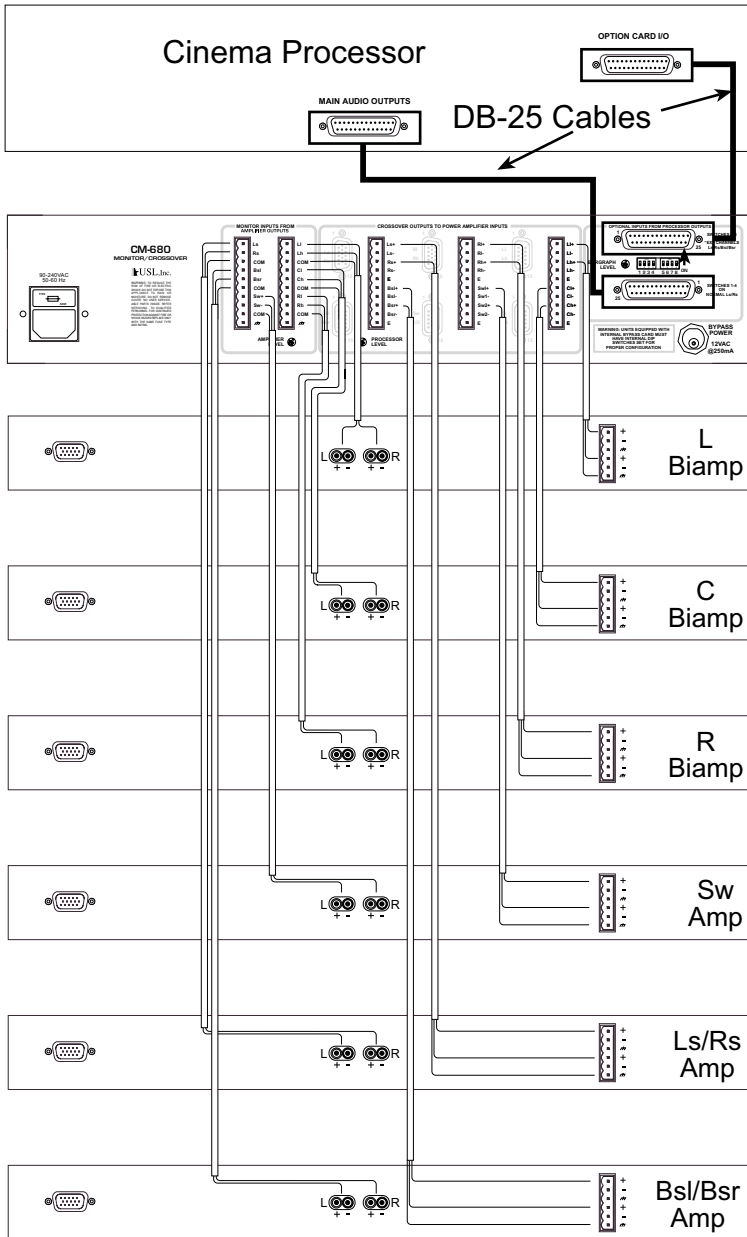 Cinema Processor
OPTION CARD I/O
MAIN AUDIO OUTPUTS
DB-25 Cables
CM-680
MONITOR/CROSSOVER
USL, Inc.
90-240VAC
50-60 Hz
MONITOR INPUTS FROM
AMPLIFIER OUTPUTS
Ls
Rs
COM
Bsl
Bsr
COM
Sw+
Sw-
COM
Ll
Lh
COM
Cl
Ch
COM
Rl
Rh
COM
AMPLIFIER
LEVEL
CROSSOVER OUTPUTS TO POWER AMPLIFIER INPUTS
Ls+
Ls-
Rs+
Rs-
E
Bsl+
Bsl-
Bsr+
Bsr-
E
PROCESSOR
LEVEL
Rl+
Rl-
Rh+
Rh-
E
Sw1+
Sw1-
Sw2+
Sw2-
E
Ll+
Ll-
Lh+
Lh-
E
Cl+
Cl-
Ch+
Ch-
E
OPTIONAL INPUTS FROM PROCESSOR OUTPUTS
1
25
LEVEL
1 2 3 4
5 6 7 8
ON
25
1
SWITCHES 1-4
ON
NORMAL Ls/Rs
WARNING: UNITS EQUIPPED WITH
INTERNAL BYPASS CARD MUST
HAVE INTERNAL DIP
SWITCHES SET FOR
PROPER CONFIGURATION
BYPASS
POWER
12VAC
@250mA
L
R
+ -
+ -
+
-
+
-
L
Biamp
L
R
+ -
+ -
+
-
+
-
C
Biamp
L
R
+ -
+ -
+
-
+
-
R
Biamp
L
R
+ -
+ -
+
-
+
-
Sw
Amp
L
R
+ -
+ -
+
-
+
-
Ls/Rs
Amp
L
R
+ -
+ -
+
-
+
-
Bsl/Bsr
Amp